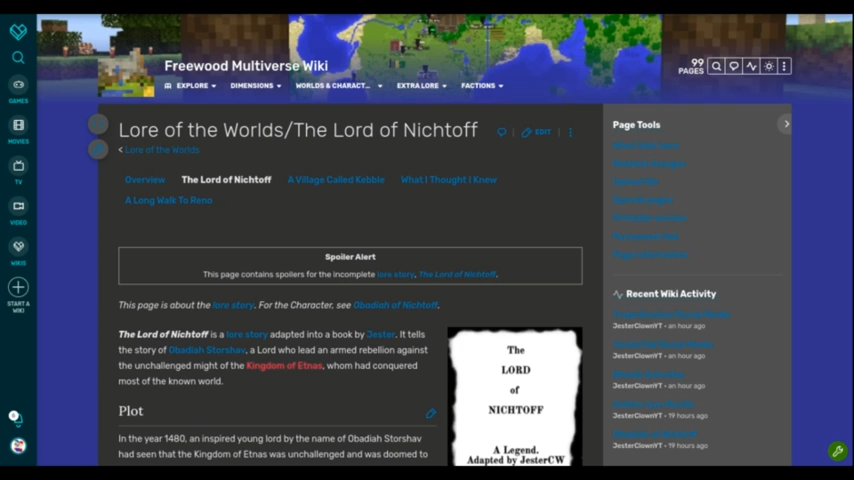 Freewood Multiverse Wiki
99
PAGES
EXPLORE
DIMENSIONS
WORLDS & CHARACT...
EXTRA LORE
FACTIONS
GAMES
MOVIES
TV
VIDEO
WIKIS
START A
WIKI
Lore of the Worlds/The Lord of Nichtoff
EDIT
< Lore of the Worlds
Overview
The Lord of Nichtoff
A Village Called Kebble
What I Thought I Knew
A Long Walk To Reno
Spoiler Alert
This page contains spoilers for the incomplete lore story, The Lord of Nichtoff.
This page is about the lore story. For the Character, see Obadiah of Nichtoff.
The Lord of Nichtoff is a lore story adapted into a book by Jester. It tells
the story of Obadiah Storshav, a Lord who lead an armed rebellion against
the unchallenged might of the Kingdom of Etnas, whom had conquered
most of the known world.
Plot
In the year 1480, an inspired young lord by the name of Obadiah Storshav
had seen that the Kingdom of Etnas was unchallenged and was doomed to
The
LORD
of
NICHTOFF
A Legend.
Adapted by JesterCW
Page Tools
Recent Wiki Activity
JesterClownYT • an hour ago
JesterClownYT • an hour ago
JesterClownYT • 19 hours ago
JesterClownYT • 19 hours ago